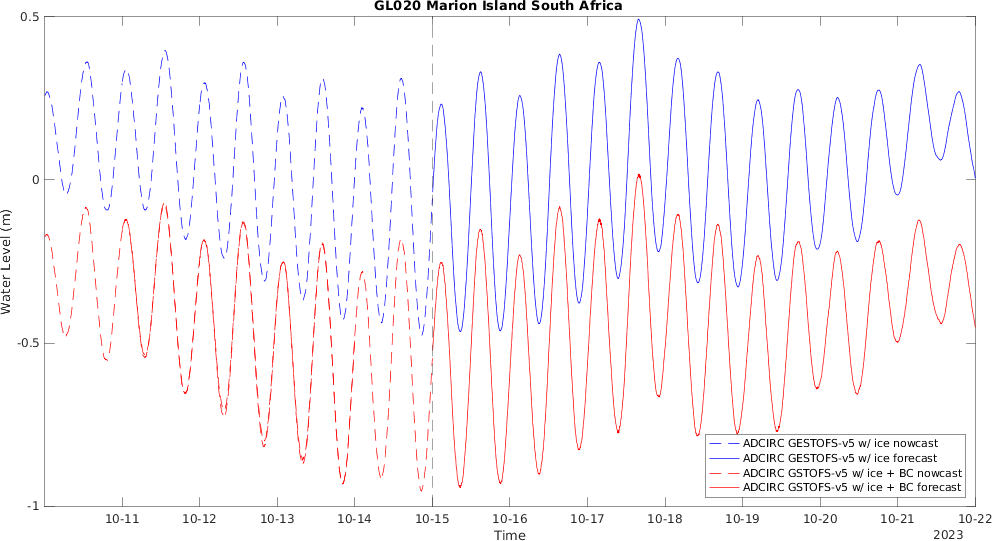 GL020 Marion Island South Africa
0.5
0
-0.5
-1
Water Level (m)
10-11 10-12 10-13 10-14 10-15 10-16 10-17 10-18 10-19 10-20 10-21 10-22
Time
2023
ADCIRC GESTOFS-v5 w/ ice nowcast
ADCIRC GESTOFS-v5 w/ ice forecast
ADCIRC GSTOFS-v5 w/ ice + BC nowcast
ADCIRC GSTOFS-v5 w/ ice + BC forecast